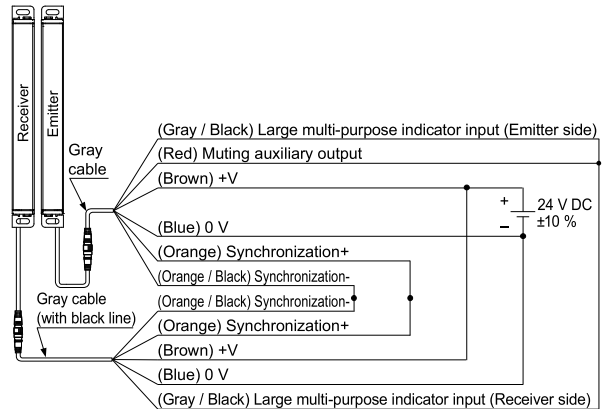 Receiver
Emitter
Gray
cable
(Gray / Black) Large multi-purpose indicator input (Emitter side)
(Red) Muting auxiliary output
(Brown) +V
+
24 V DC
±10 %
−
(Blue) 0 V
(Orange) Synchronization+
(Orange / Black) Synchronization-
Gray cable
(with black line)
(Orange / Black) Synchronization-
(Orange) Synchronization+
(Brown) +V
(Blue) 0 V
(Gray / Black) Large multi-purpose indicator input (Receiver side)